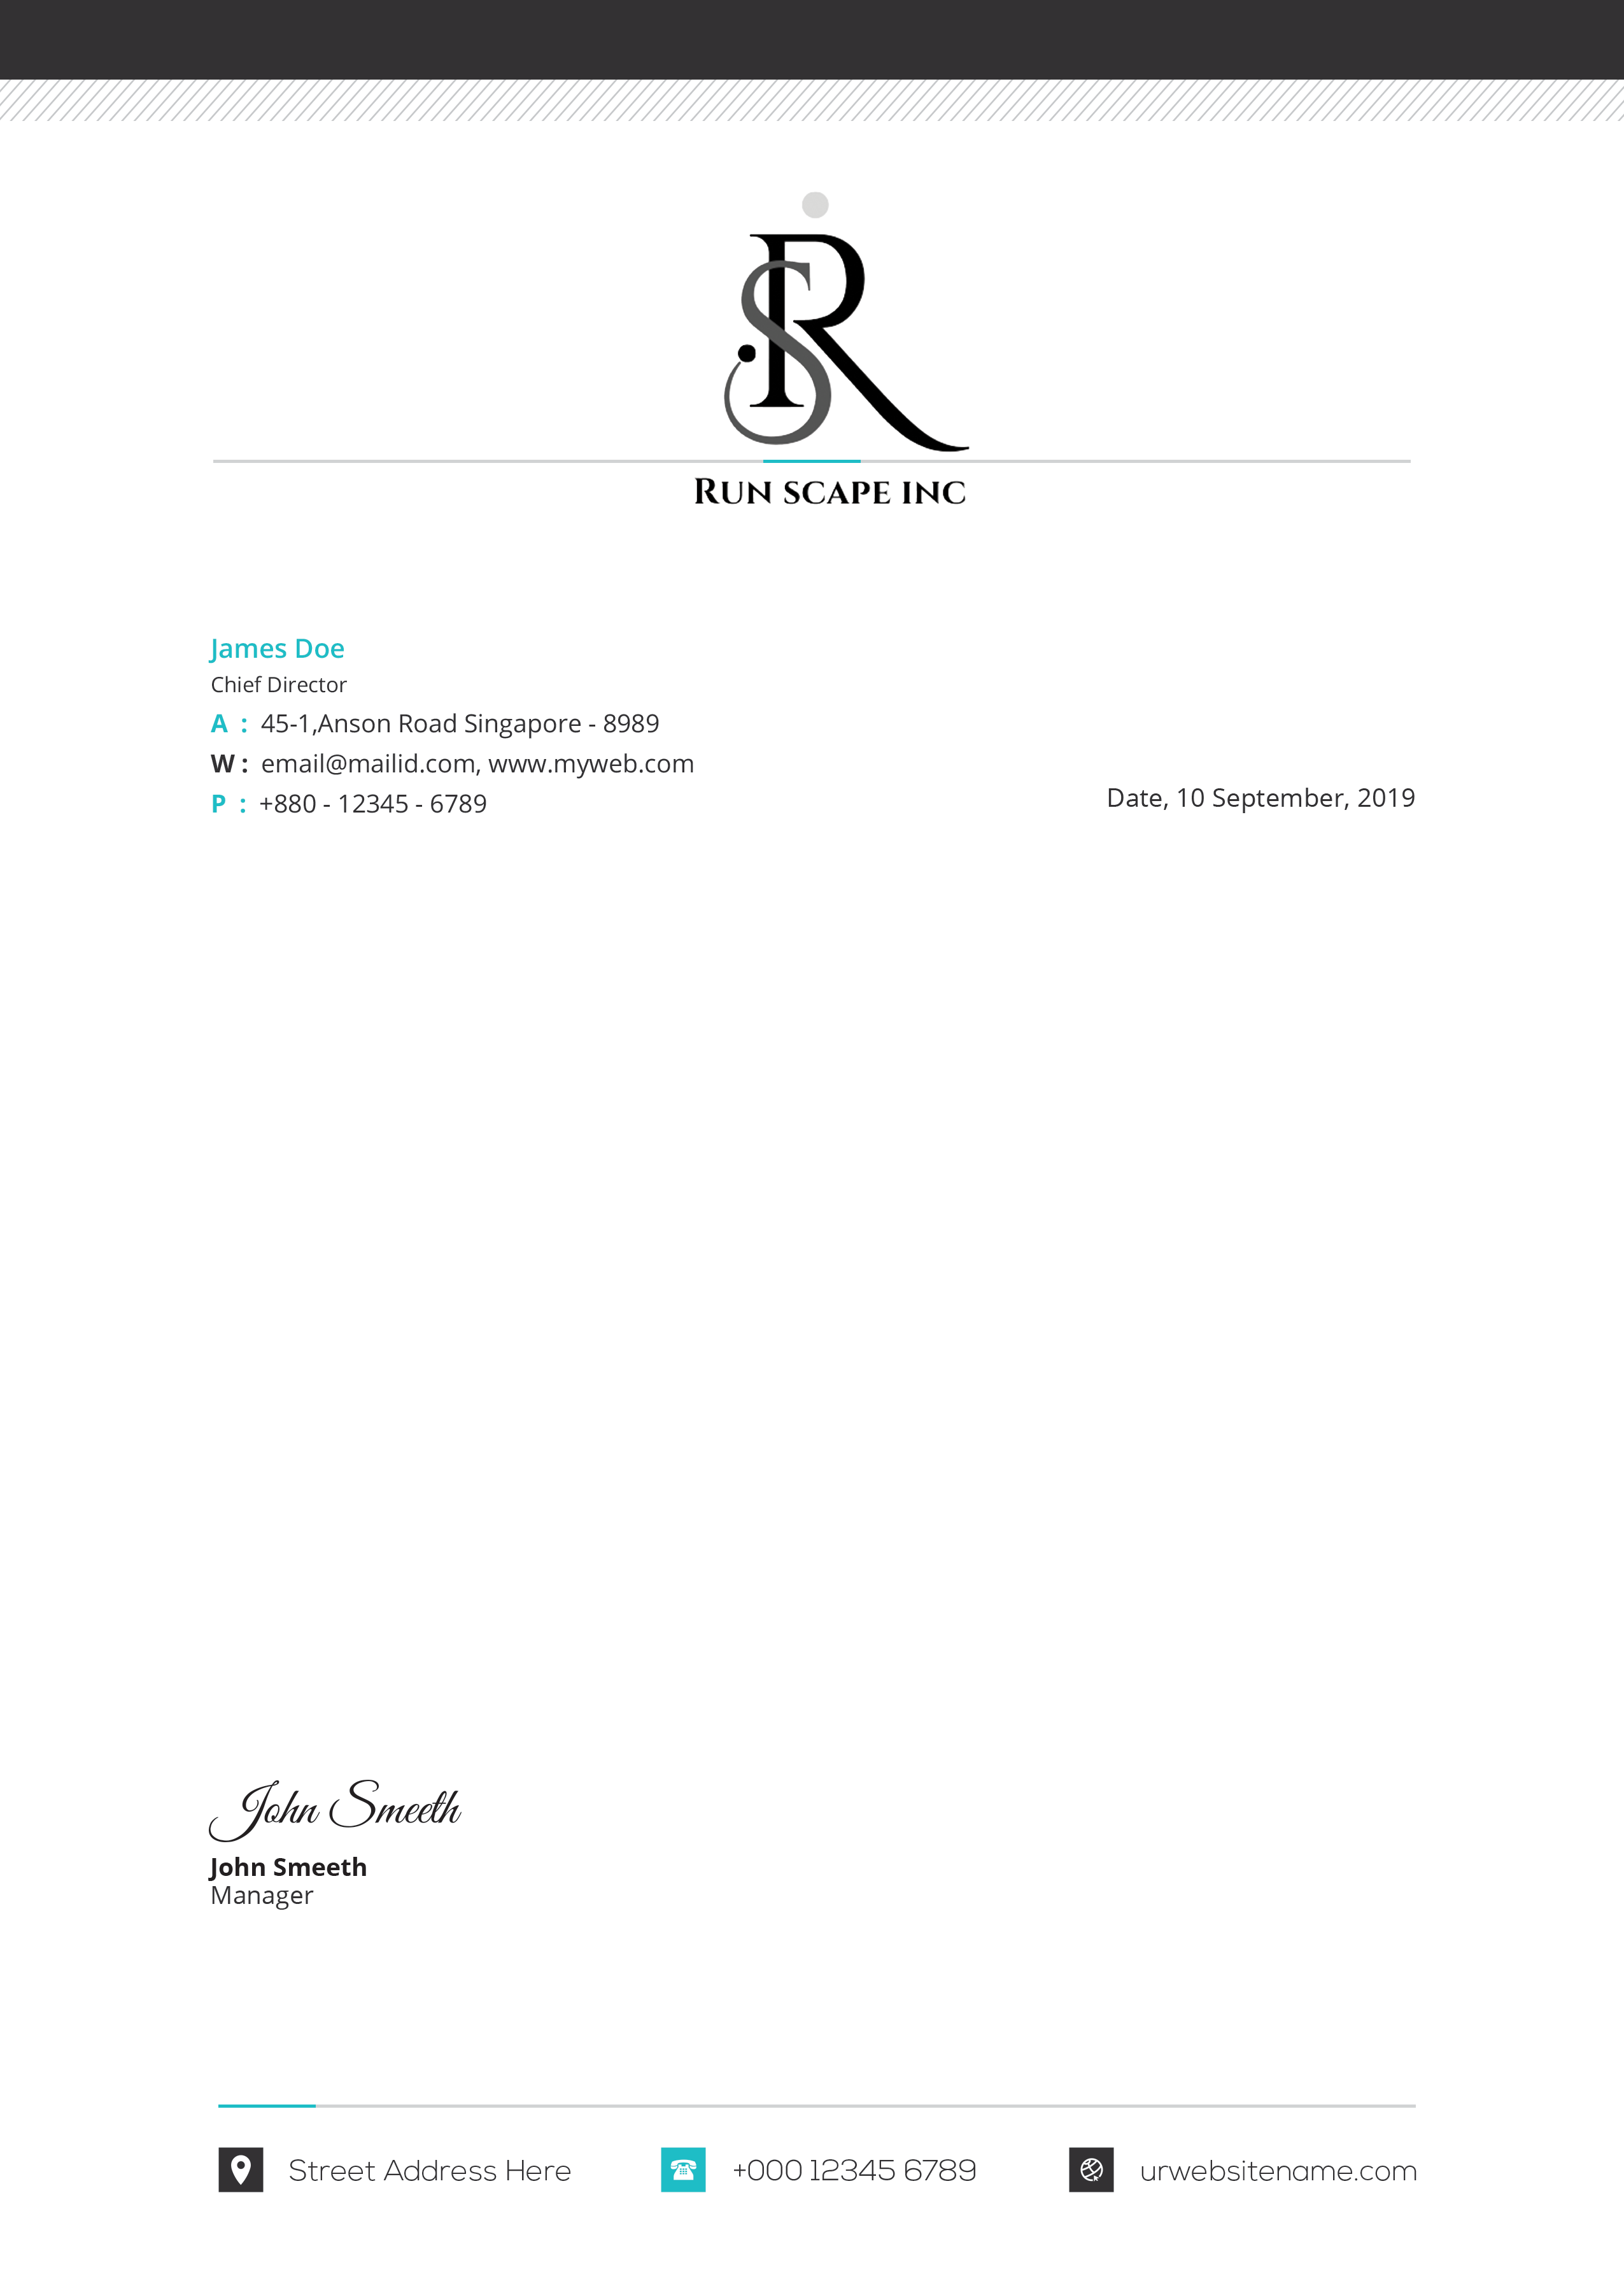 RS
Run scape inc
James Doe
Chief Director
A : 45-1,Anson Road Singapore - 8989
W : email@mailid.com, www.myweb.com
P : +880 - 12345 - 6789
Date, 10 September, 2019
John Smeeth
John Smeeth
Manager
Street Address Here
+000 12345 6789
urwebsitename.com